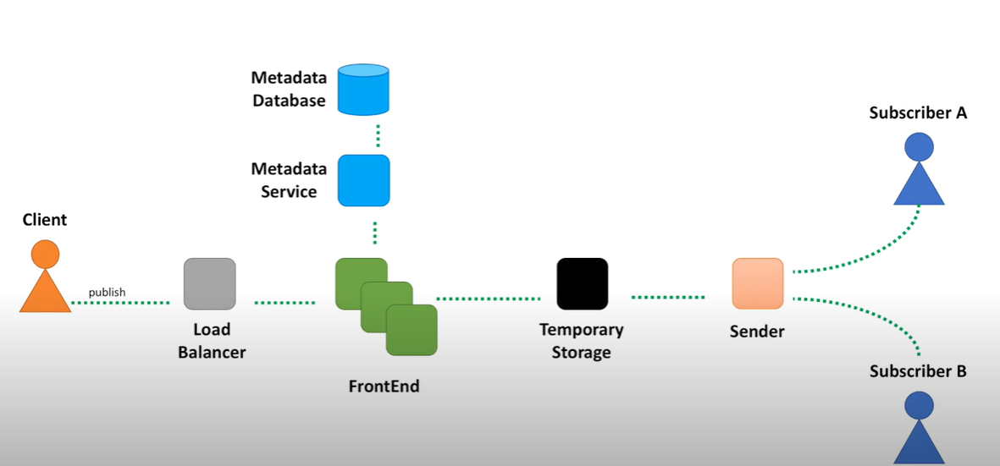 Metadata
Database
Metadata
Service
Client
publish
Load
Balancer
FrontEnd
Temporary
Storage
Sender
Subscriber A
Subscriber B